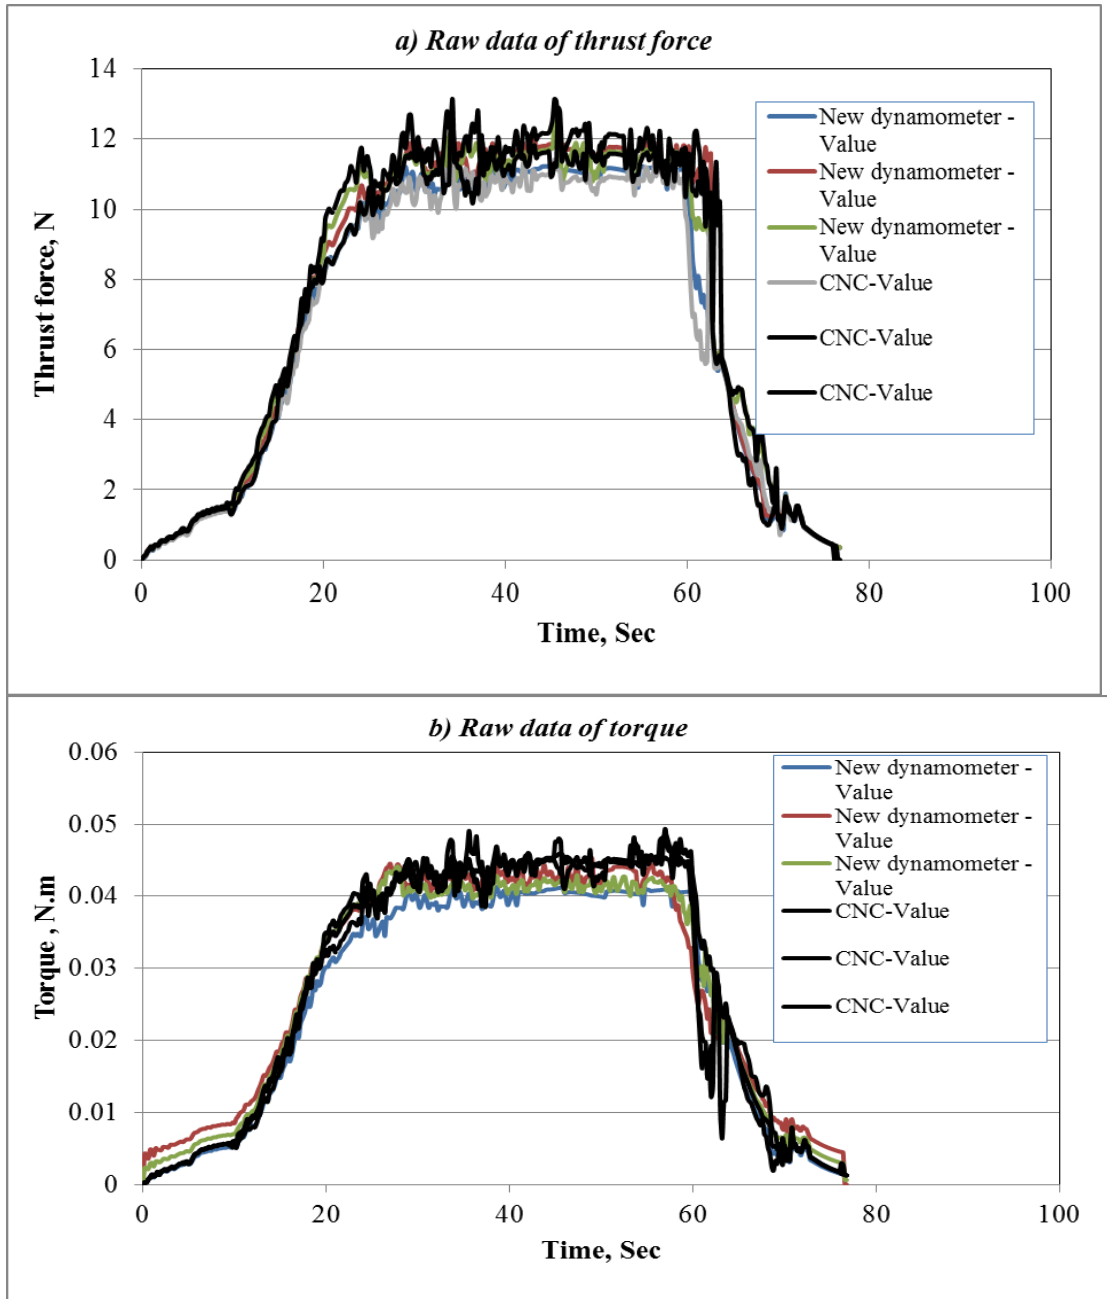 a) Raw data of thrust force
14
12
10
8
6
4
2
0
Thrust force, N
0 20 40 60 80 100
Time, Sec
New dynamometer -
Value
New dynamometer -
Value
New dynamometer -
Value
CNC-Value
CNC-Value
CNC-Value
b) Raw data of torque
0.06
0.05
0.04
0.03
0.02
0.01
0
Torque , N.m
0 20 40 60 80 100
Time, Sec
New dynamometer -
Value
New dynamometer -
Value
New dynamometer -
Value
CNC-Value
CNC-Value
CNC-Value